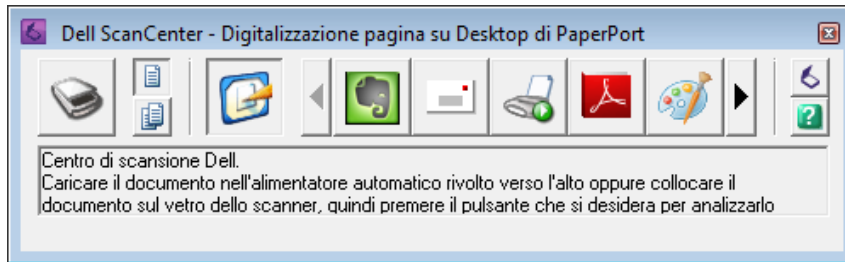 Dell ScanCenter - Digitalizzazione pagina su Desktop di PaperPort
Centro di scansione Dell.
Caricare il documento nell'alimentatore automatico rivolto verso l'alto oppure collocare il
documento sul vetro dello scanner, quindi premere il pulsante che si desidera per analizzarlo